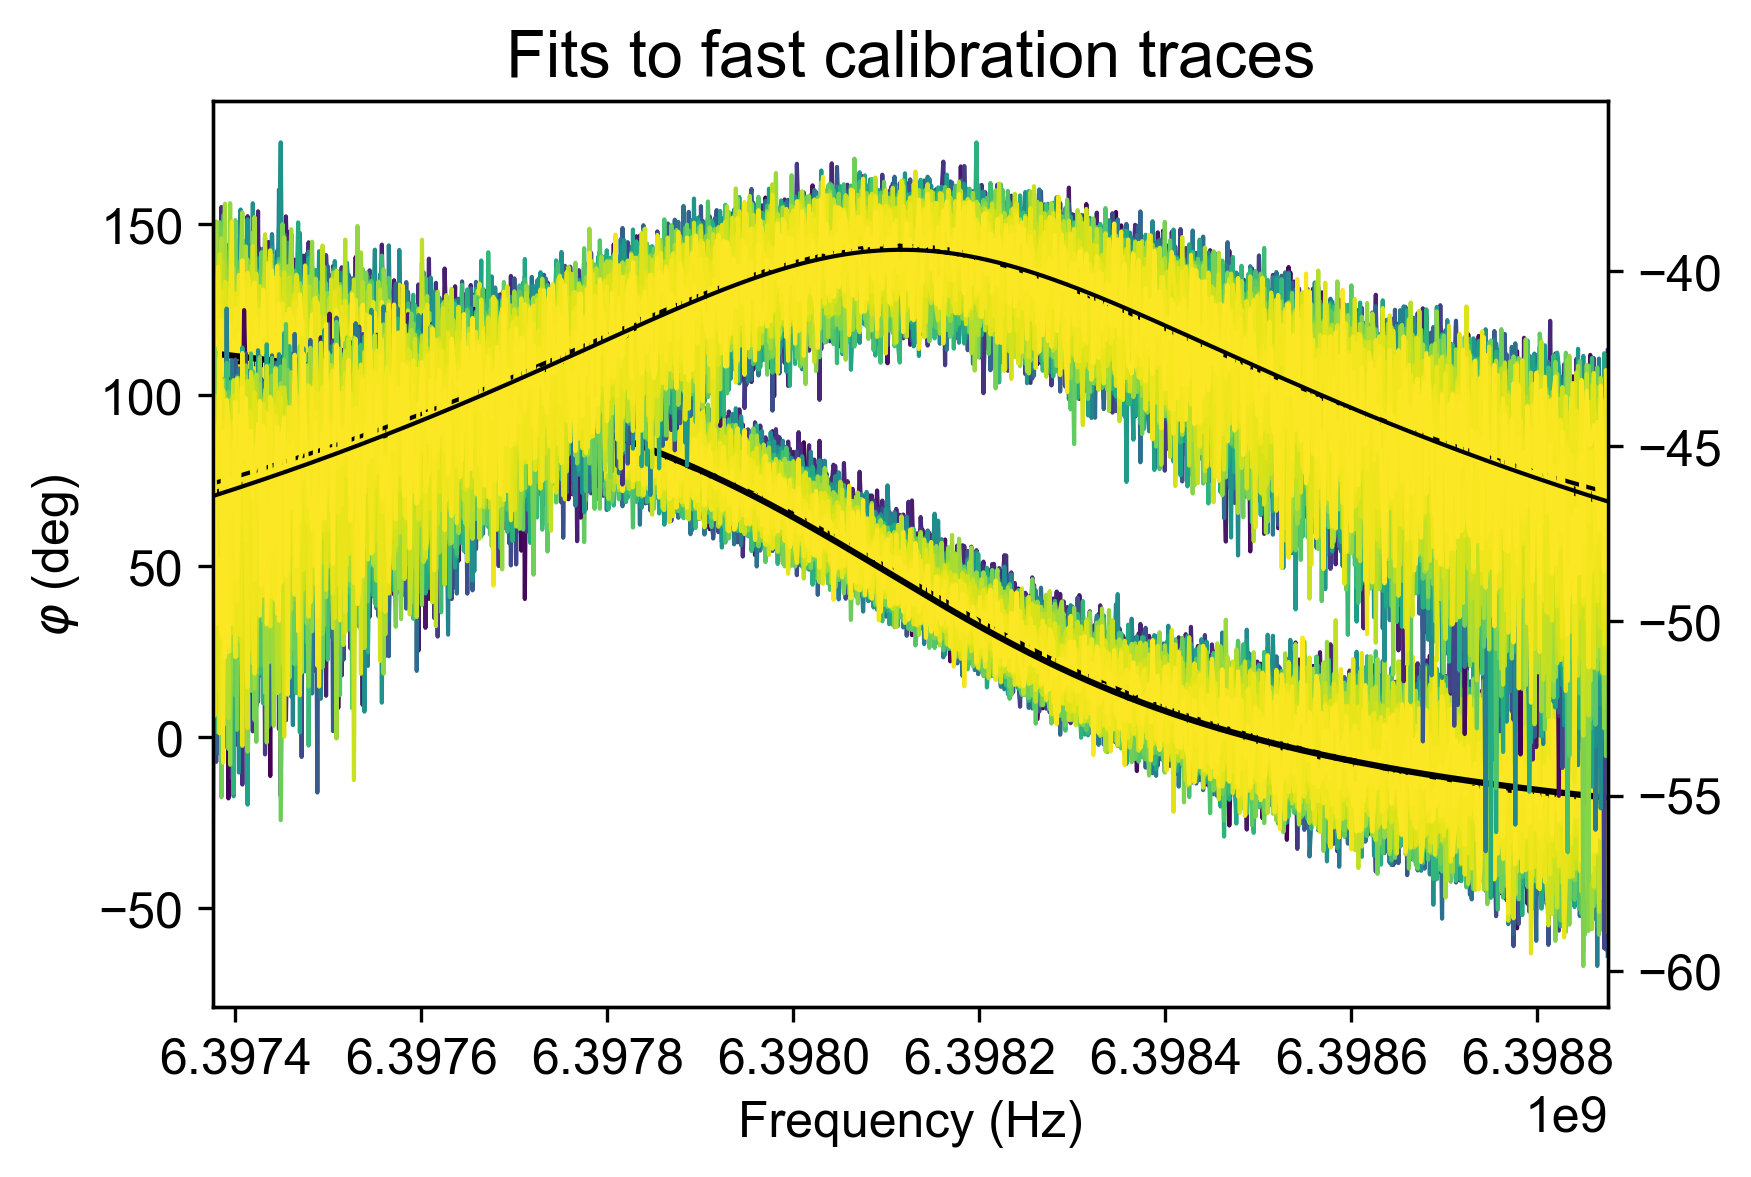 Fits to fast calibration traces
φ (deg)
150
100
50
0
−50
−40
−45
−50
−55
−60
6.3974 6.3976 6.3978 6.3980 6.3982 6.3984 6.3986 6.3988
1e9
Frequency (Hz)